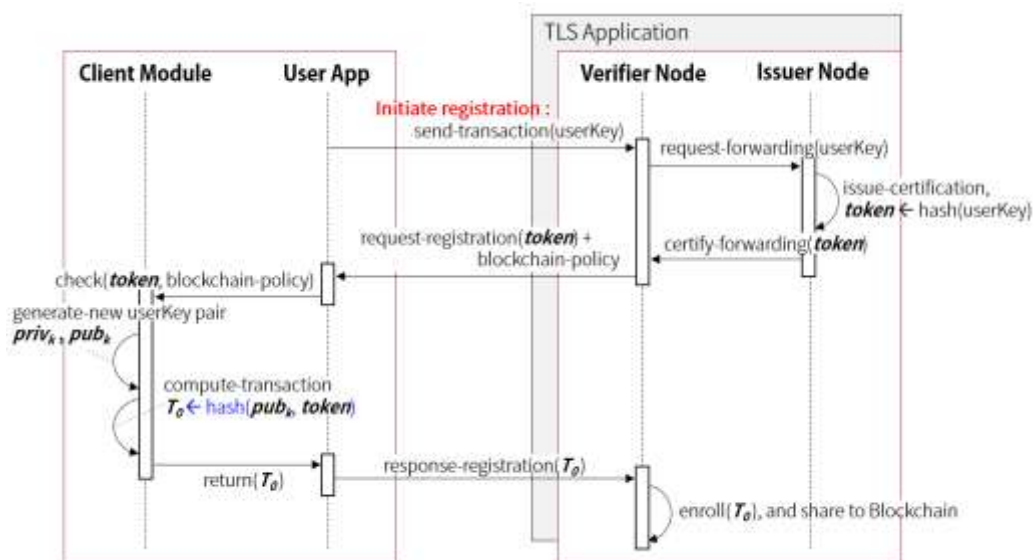 TLS Application
Client Module
User App
Verifier Node
Issuer Node
Initiate registration :
send-transaction(userKey)
request-forwarding(userKey)
issue-certification,
token ← hash(userKey)
request-registration(token) +
blockchain-policy
certify-forwarding(token)
check(token, blockchain-policy)
generate-new userKey pair
privₖ, pubₖ
compute-transaction
T₀ ← hash(pubₖ, token)
return(T₀)
response-registration(T₀)
enroll(T₀), and share to Blockchain